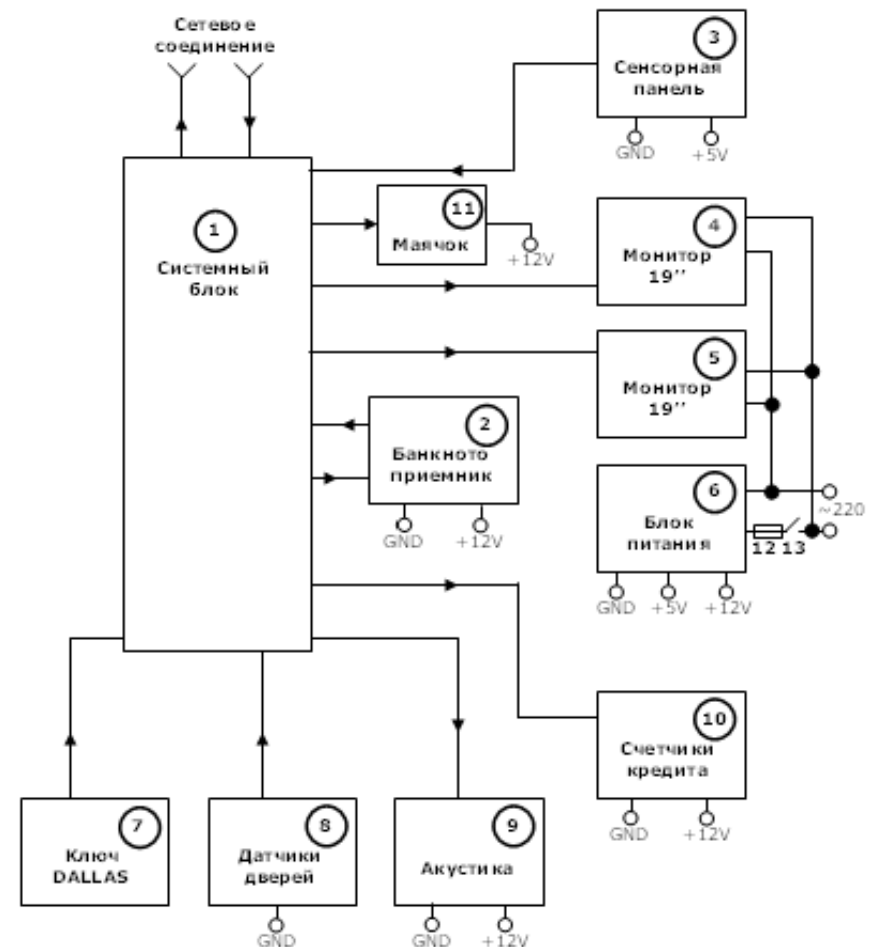 Сетевое
соединение
3
Сенсорная
панель
GND +5V
1
Системный
блок
11
Маячок
+12V
4
Монитор
19’’
5
Монитор
19’’
2
Банкното
приемник
GND +12V
6
Блок
питания
~220
12 13
GND +5V +12V
10
Счетчики
кредита
GND +12V
7
Ключ
DALLAS
8
Датчики
дверей
GND
9
Акустика
GND +12V